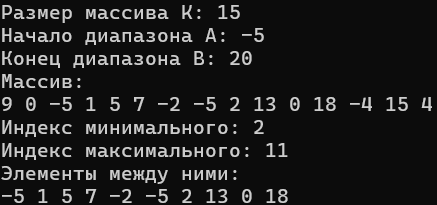 Размер массива K: 15
Начало диапазона A: -5
Конец диапазона B: 20
Массив:
9 0 -5 1 5 7 -2 -5 2 13 0 18 -4 15 4
Индекс минимального: 2
Индекс максимального: 11
Элементы между ними:
-5 1 5 7 -2 -5 2 13 0 18